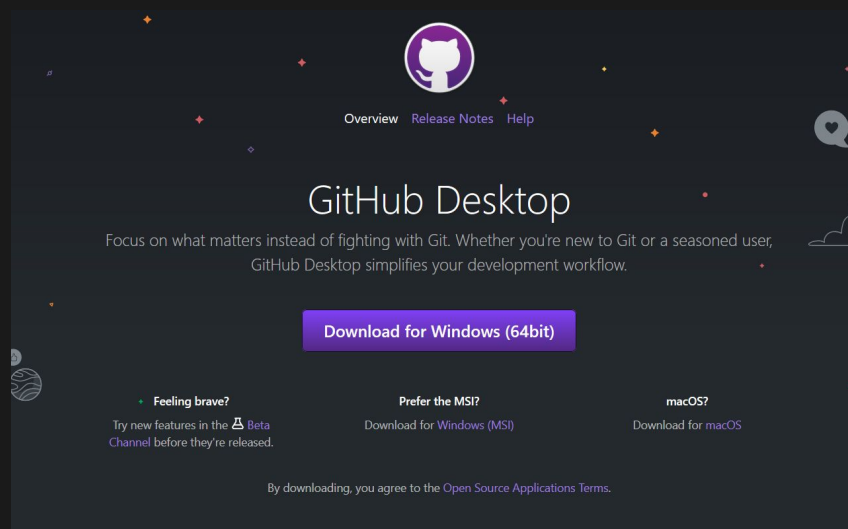 Overview Release Notes Help
GitHub Desktop
Focus on what matters instead of fighting with Git. Whether you're new to Git or a seasoned user,
GitHub Desktop simplifies your development workflow.
Download for Windows (64bit)
Feeling brave?
Try new features in the Beta
Channel before they're released.
Prefer the MSI?
Download for Windows (MSI)
macOS?
Download for macOS
By downloading, you agree to the Open Source Applications Terms.